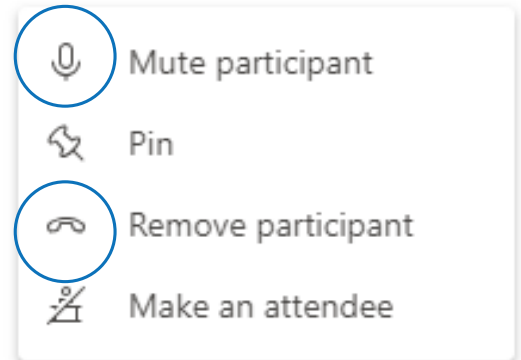 Mute participant
Pin
Remove participant
Make an attendee